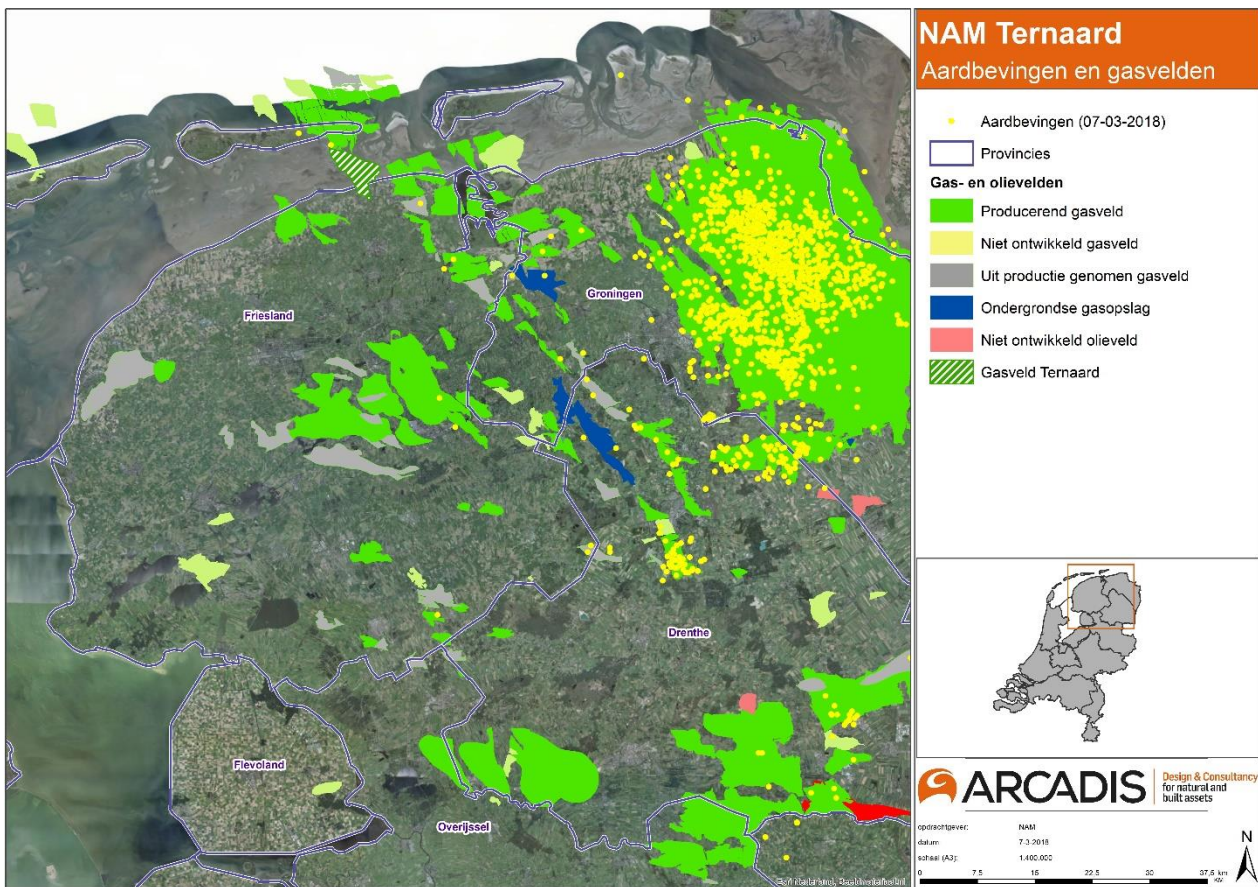 NAM Ternaard
Aardbevingen en gasvelden
Aardbevingen (07-03-2018)
Provincies
Gas- en olievelden
Producerend gasveld
Niet ontwikkeld gasveld
Uit productie genomen gasveld
Ondergrondse gasopslag
Niet ontwikkeld olieveld
Gasveld Ternaard
Groningen
Friesland
Drenthe
Flevoland
Overijssel
ARCADIS
Design & Consultancy
for natural and
built assets
opdrachtgever: NAM
datum 7-3-2018
schaal (A3): 1:400.000
N
0 7,5 15 22,5 30 37,5 km
KM